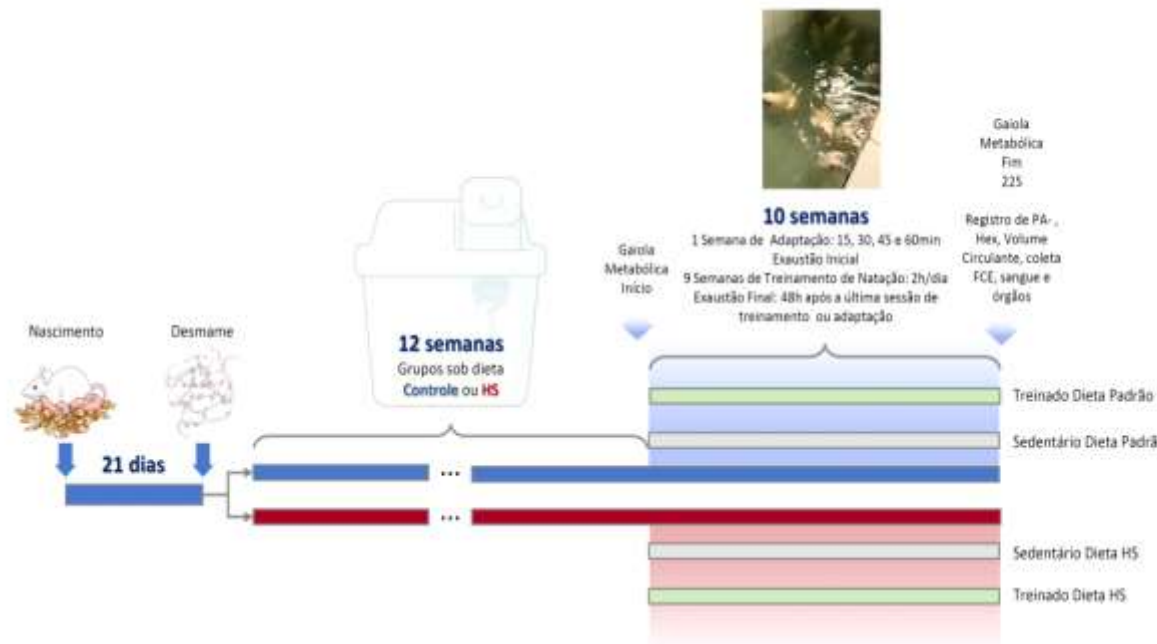 Nascimento
Desmame
21 dias
12 semanas
Grupos sob dieta
Controle ou HS
...
...
Gaiola
Metabólica
Início
10 semanas
1 Semana de Adaptação: 15, 30, 45 e 60min
Exaustão Inicial
9 Semanas de Treinamento de Natação: 2h/dia
Exaustão Final: 48h após a última sessão de
treinamento ou adaptação
Gaiola
Metabólica
Fim
22S
Registro de PA- ,
Hex, Volume
Circulante, coleta
FCE, sangue e
órgãos
Treinado Dieta Padrão
Sedentário Dieta Padrã
Sedentário Dieta HS
Treinado Dieta HS